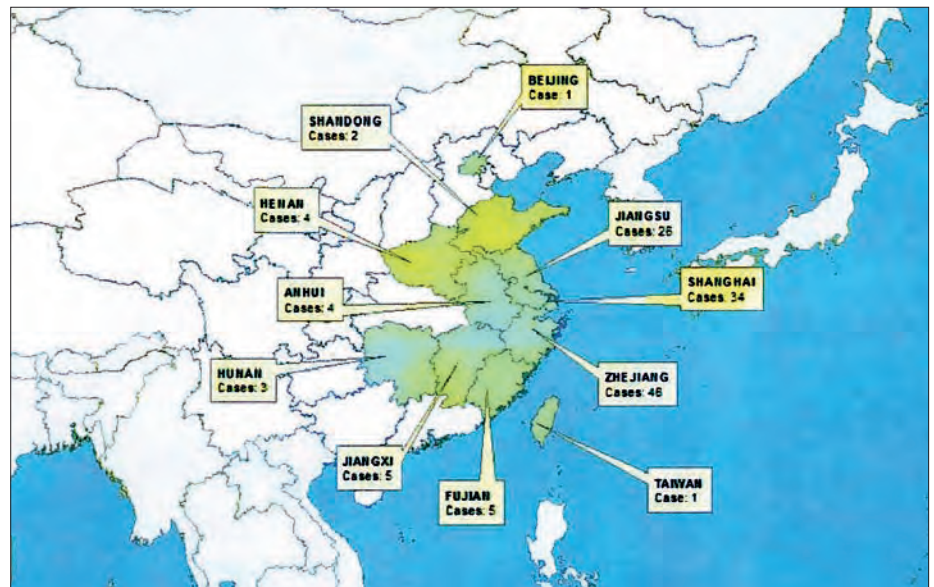 BEIJING
Case: 1
SHANDONG
Cases: 2
HENAN
Cases: 4
JIANGSU
Cases: 26
ANHUI
Cases: 4
SHANGHAI
Cases: 34
HUNAN
Cases: 3
ZHEJIANG
Cases: 46
JIANGXI
Cases: 5
FUJIAN
Cases: 5
TAIWAN
Case: 1